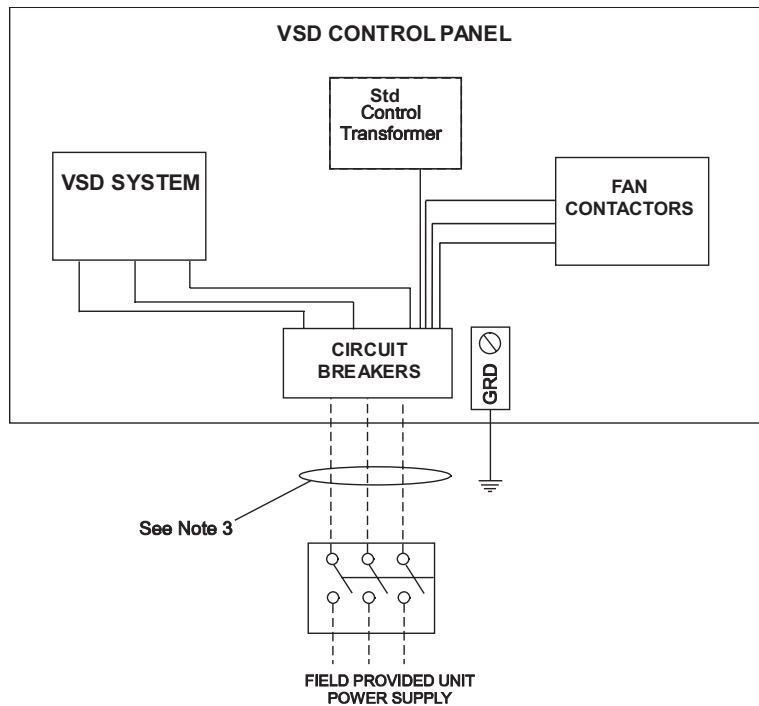 VSD CONTROL PANEL
Std
Control
Transformer
VSD SYSTEM
FAN
CONTACTORS
CIRCUIT
BREAKERS
GRD
See Note 3
FIELD PROVIDED UNIT
POWER SUPPLY